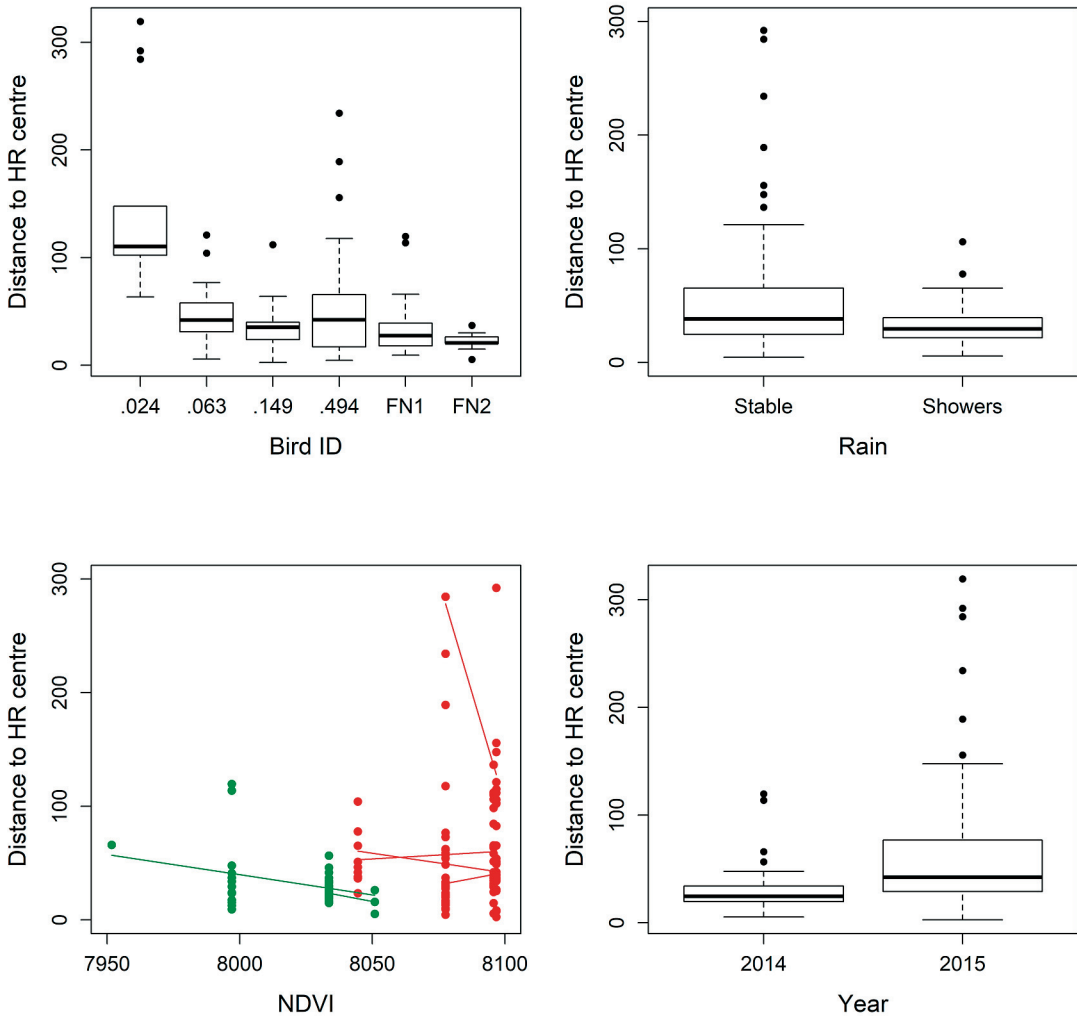 Distance to HR centre
300
200
100
0
.024 .063 .149 .494 FN1 FN2
Bird ID
Distance to HR centre
300
200
100
0
Stable Showers
Rain
Distance to HR centre
300
200
100
0
7950 8000 8050 8100
NDVI
Distance to HR centre
300
200
100
0
2014 2015
Year